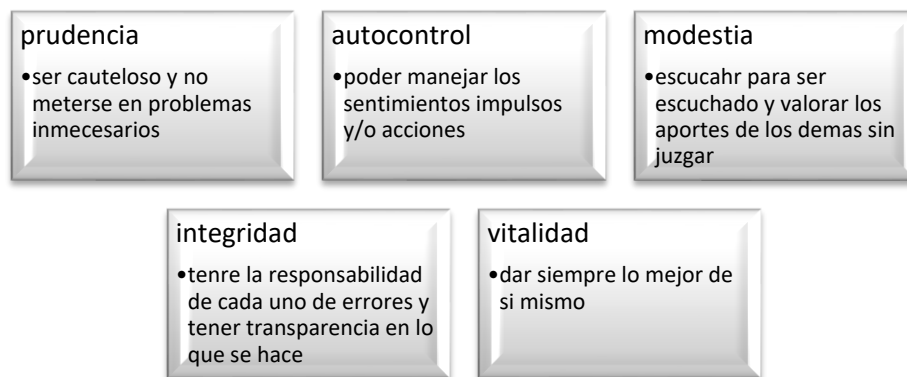 prudencia
•ser cauteloso y no
meterse en problemas
inmecesarios
autocontrol
•poder manejar los
sentimientos impulsos
y/o acciones
modestia
•escucahr para ser
escuchado y valorar los
aportes de los demas sin
juzgar
integridad
•tenre la responsabilidad
de cada uno de errores y
tener transparencia en lo
que se hace
vitalidad
•dar siempre lo mejor de
si mismo